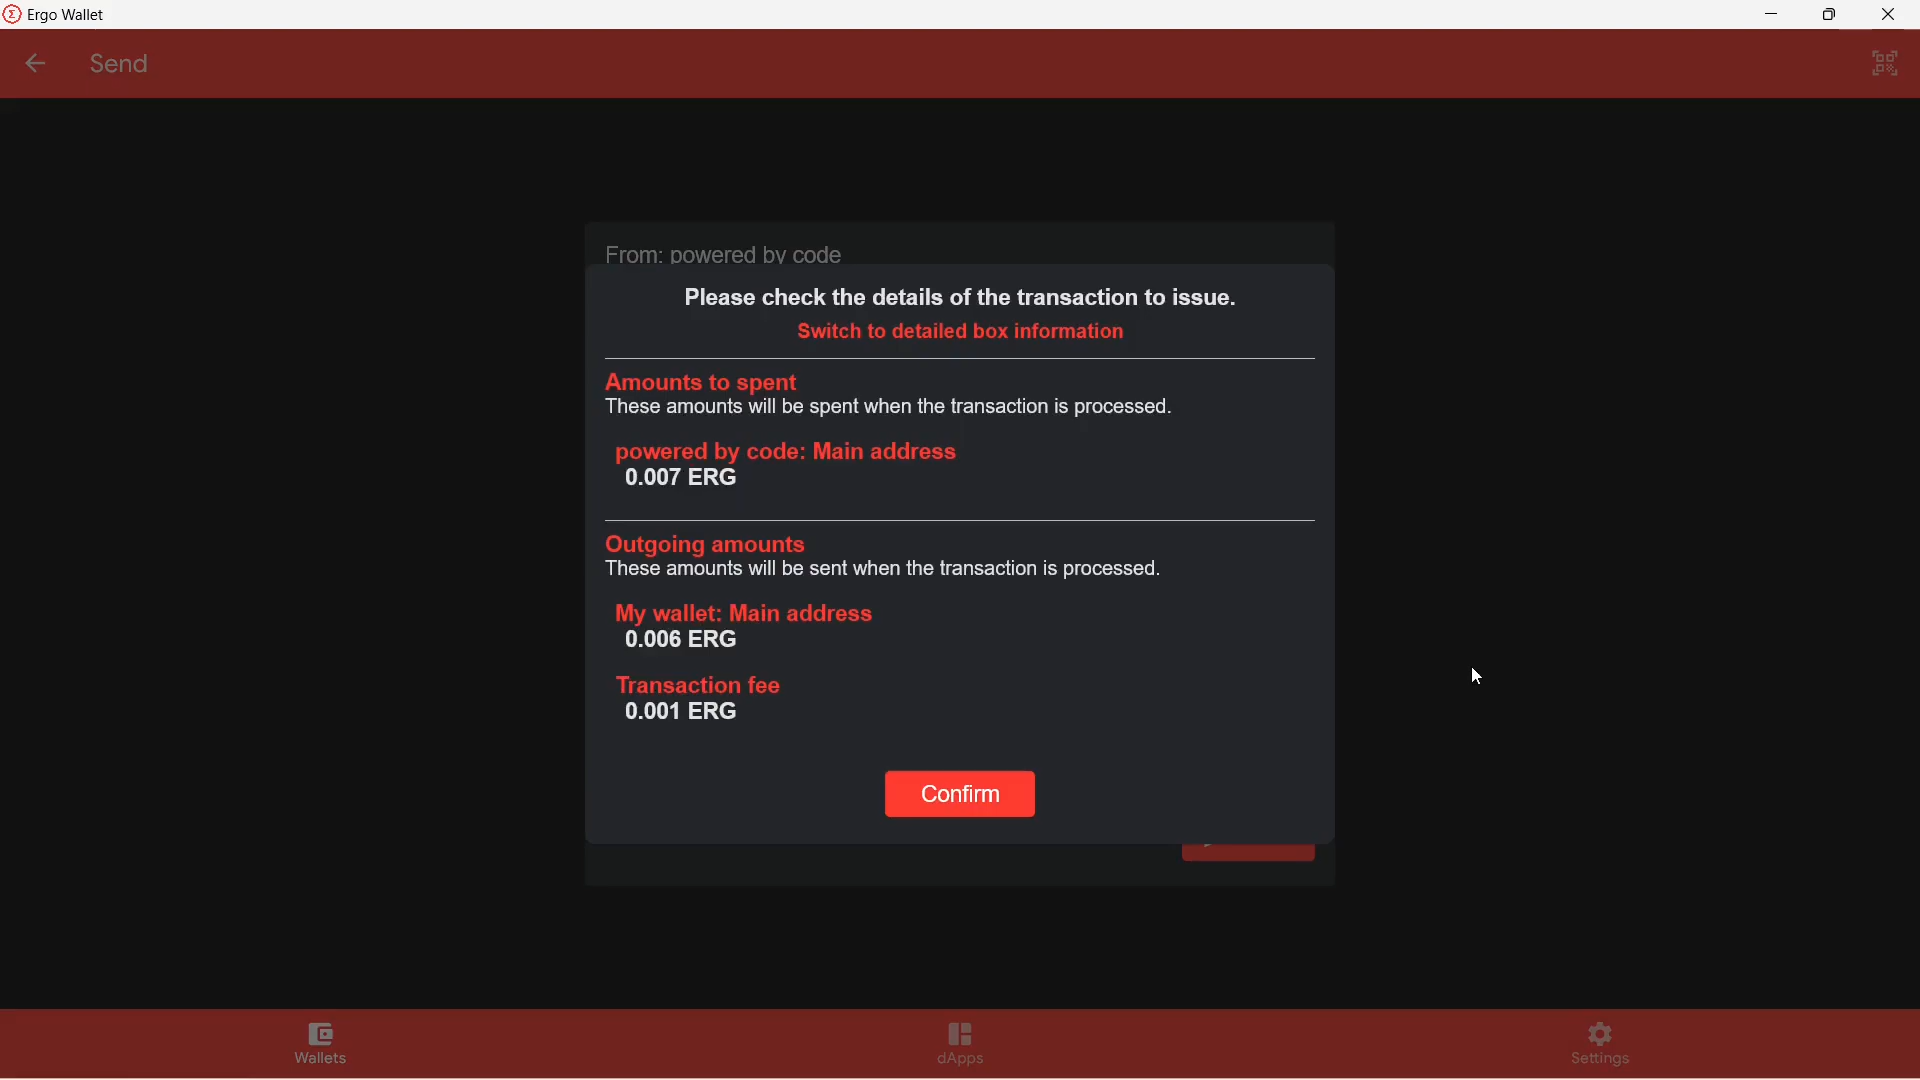 Ergo Wallet
Send
From: powered by code
Please check the details of the transaction to issue.
Switch to detailed box information
Amounts to spent
These amounts will be spent when the transaction is processed.
powered by code: Main address
0.007 ERG
Outgoing amounts
These amounts will be sent when the transaction is processed.
My wallet: Main address
0.006 ERG
Transaction fee
0.001 ERG
Confirm
Wallets
dApps
Settings